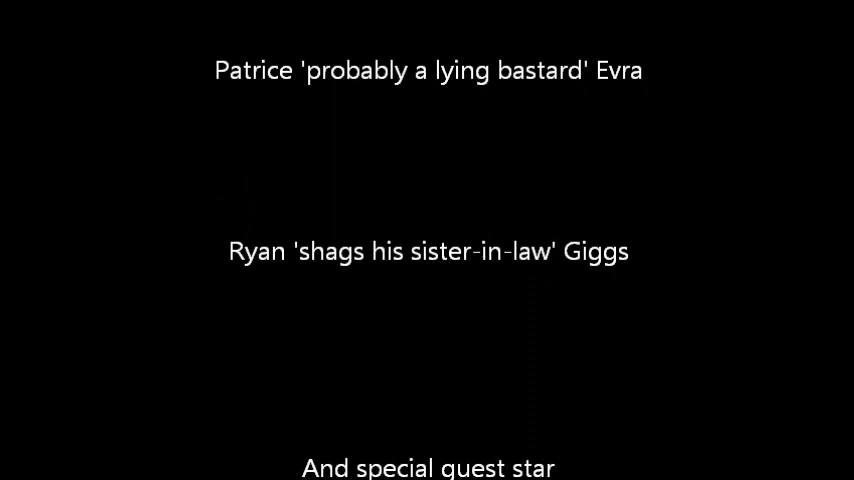 Patrice 'probably a lying bastard' Evra
Ryan 'shags his sister-in-law' Giggs
And special guest star